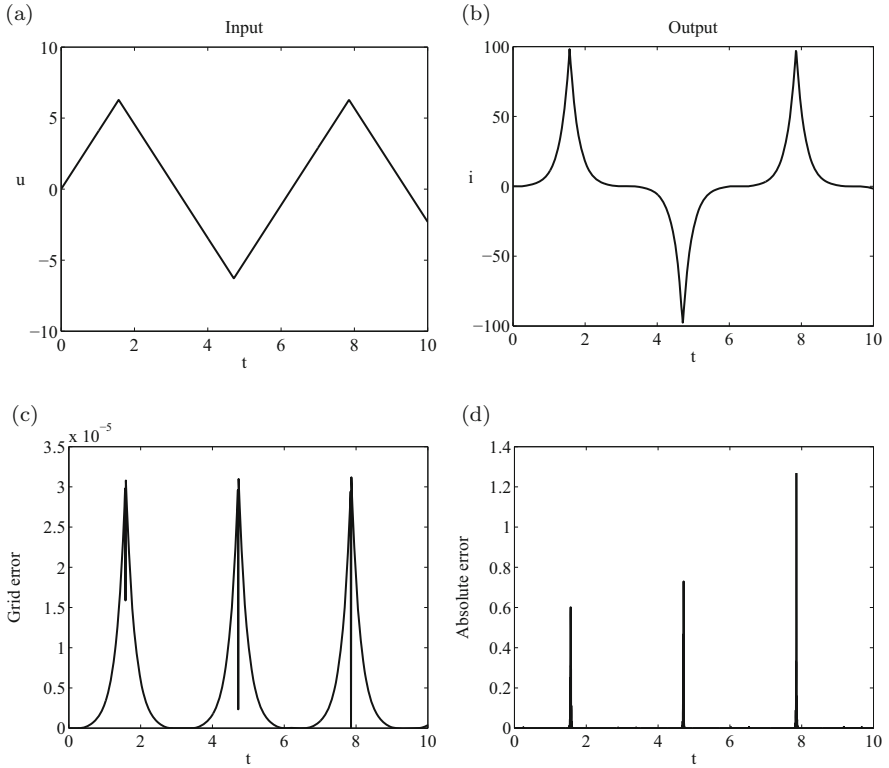 (a)
Input
10
5
0
−5
−10
u
0 2 4 6 8 10
t
(b)
Output
100
50
0
−50
−100
i
0 2 4 6 8 10
t
(c)
x 10−5
3.5
3
2.5
2
1.5
1
0.5
0
Grid error
0 2 4 6 8 10
t
(d)
1.4
1.2
1
0.8
0.6
0.4
0.2
0
Absolute error
0 2 4 6 8 10
t